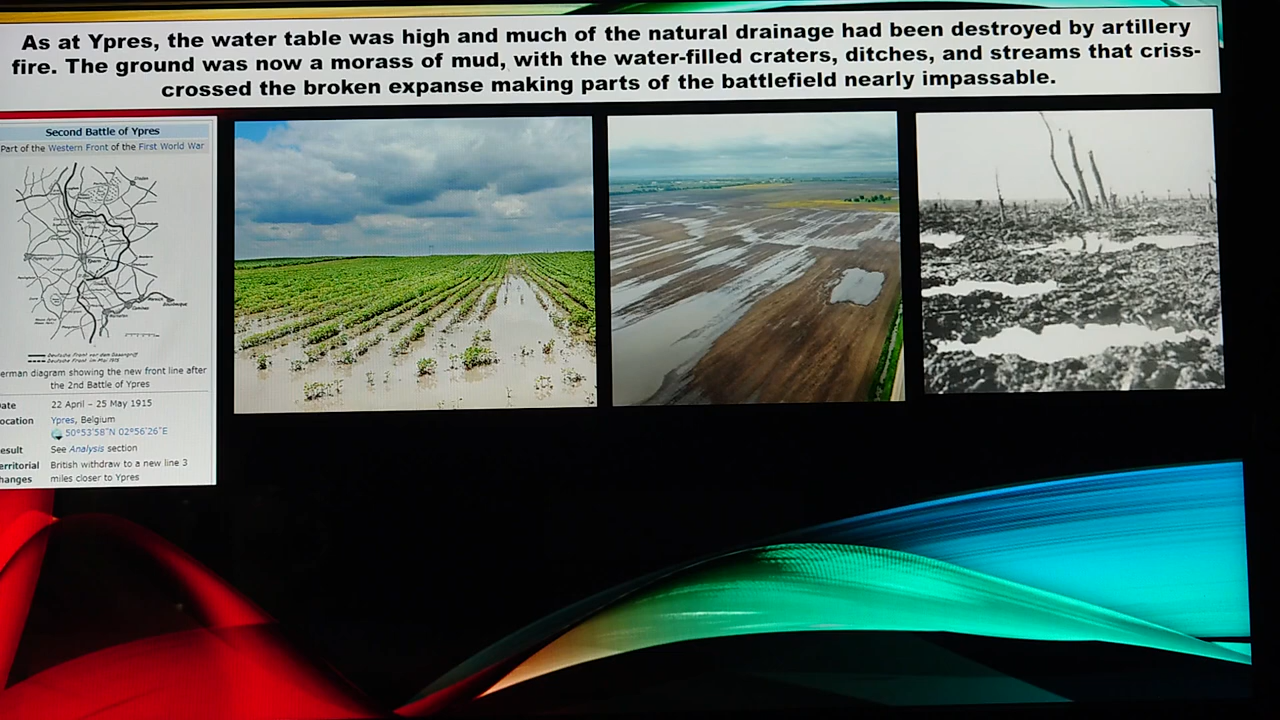 As at Ypres, the water table was high and much of the natural drainage had been destroyed by artillery
fire. The ground was now a morass of mud, with the water-filled craters, ditches, and streams that criss-
crossed the broken expanse making parts of the battlefield nearly impassable.
Second Battle of Ypres
Part of the Western Front of the First World War
Deutsche Front im Mai 1915
erman diagram showing the new front line after
the 2nd Battle of Ypres
ate 22 April – 25 May 1915
ocation Ypres, Belgium
50°53′58″N 02°56′26″E
esult See Analysis section
erritorial British withdraw to a new line 3
hanges miles closer to Ypres